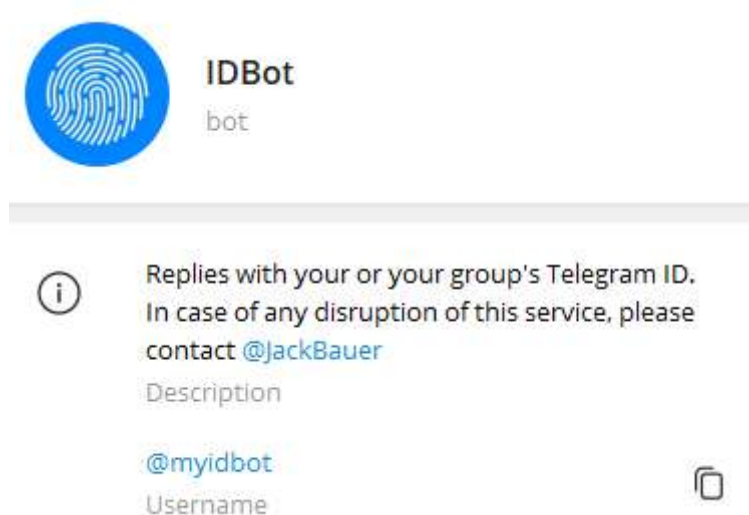 IDBot
bot
Replies with your or your group's Telegram ID.
In case of any disruption of this service, please
contact @JackBauer
Description
@myidbot
Username